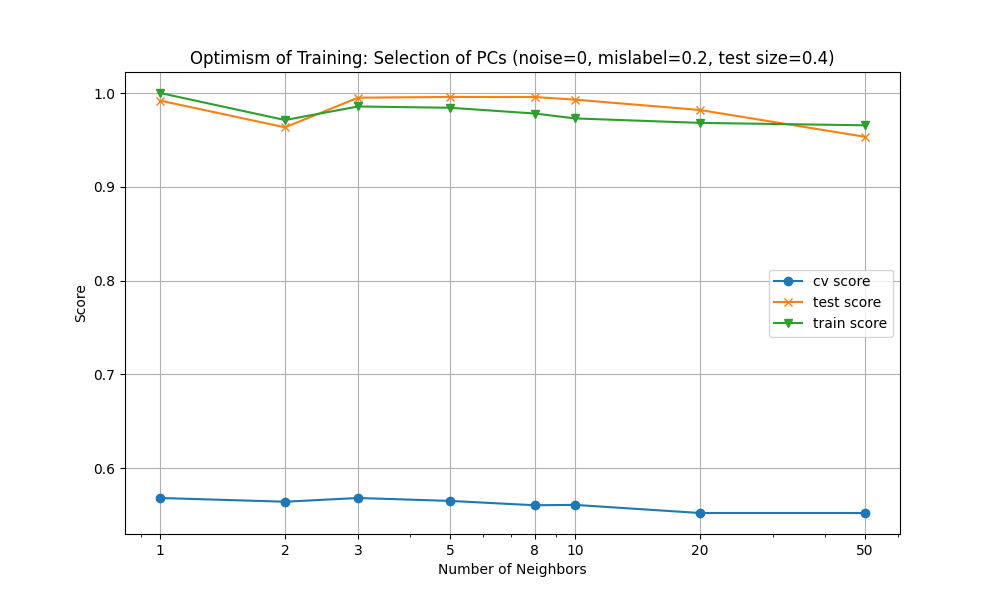 Optimism of Training: Selection of PCs (noise=0, mislabel=0.2, test size=0.4)
1.0
0.9
0.8
0.7
0.6
Score
cv score
test score
train score
1 2 3 5 8 10 20 50
Number of Neighbors